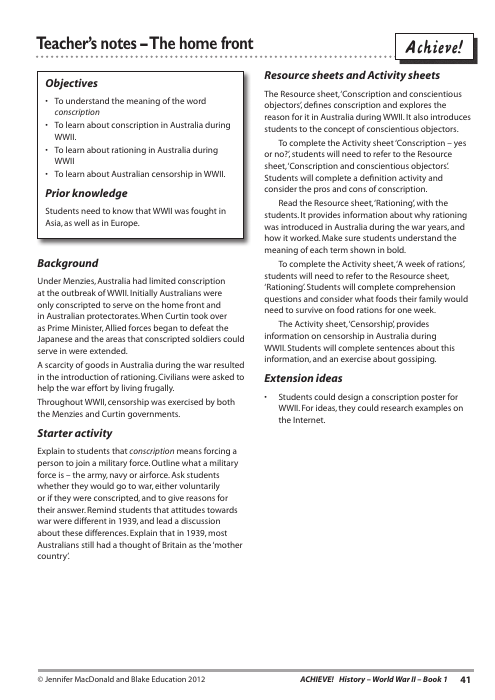 Teacher's notes – The home front
Achieve!
Objectives
• To understand the meaning of the word
conscription
• To learn about conscription in Australia during
WWII.
• To learn about rationing in Australia during
WWII
• To learn about Australian censorship in WWII.
Prior knowledge
Students need to know that WWII was fought in
Asia, as well as in Europe.
Background
Under Menzies, Australia had limited conscription
at the outbreak of WWII. Initially Australians were
only conscripted to serve on the home front and
in Australian protectorates. When Curtin took over
as Prime Minister, Allied forces began to defeat the
Japanese and the areas that conscripted soldiers could
serve in were extended.
A scarcity of goods in Australia during the war resulted
in the introduction of rationing. Civilians were asked to
help the war effort by living frugally.
Throughout WWII, censorship was exercised by both
the Menzies and Curtin governments.
Starter activity
Explain to students that conscription means forcing a
person to join a military force. Outline what a military
force is – the army, navy or airforce. Ask students
whether they would go to war, either voluntarily
or if they were conscripted, and to give reasons for
their answer. Remind students that attitudes towards
war were different in 1939, and lead a discussion
about these differences. Explain that in 1939, most
Australians still had a thought of Britain as the 'mother
country'.
Resource sheets and Activity sheets
The Resource sheet, 'Conscription and conscientious
objectors', defines conscription and explores the
reason for it in Australia during WWII. It also introduces
students to the concept of conscientious objectors.
To complete the Activity sheet 'Conscription – yes
or no?', students will need to refer to the Resource
sheet, 'Conscription and conscientious objectors'.
Students will complete a definition activity and
consider the pros and cons of conscription.
Read the Resource sheet, 'Rationing', with the
students. It provides information about why rationing
was introduced in Australia during the war years, and
how it worked. Make sure students understand the
meaning of each term shown in bold.
To complete the Activity sheet, 'A week of rations',
students will need to refer to the Resource sheet,
'Rationing'. Students will complete comprehension
questions and consider what foods their family would
need to survive on food rations for one week.
The Activity sheet, 'Censorship', provides
information on censorship in Australia during
WWII. Students will complete sentences about this
information, and an exercise about gossiping.
Extension ideas
• Students could design a conscription poster for
WWII. For ideas, they could research examples on
the Internet.
© Jennifer MacDonald and Blake Education 2012
ACHIEVE! History – World War II – Book 1 41